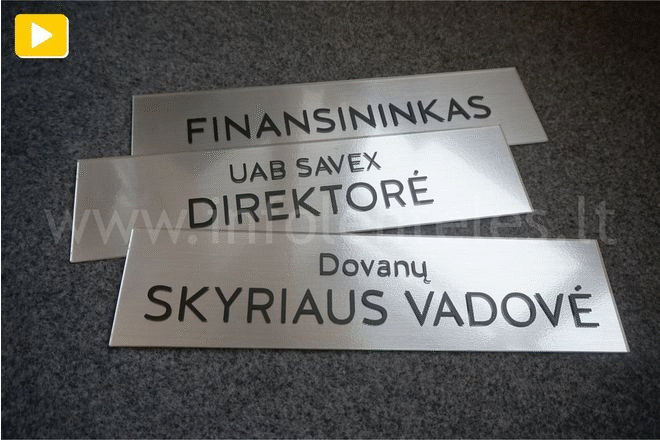 FINANSININKAS
UAB SAVEX
DIREKTORĖ
Dovanų
SKYRIAUS VADOVĖ